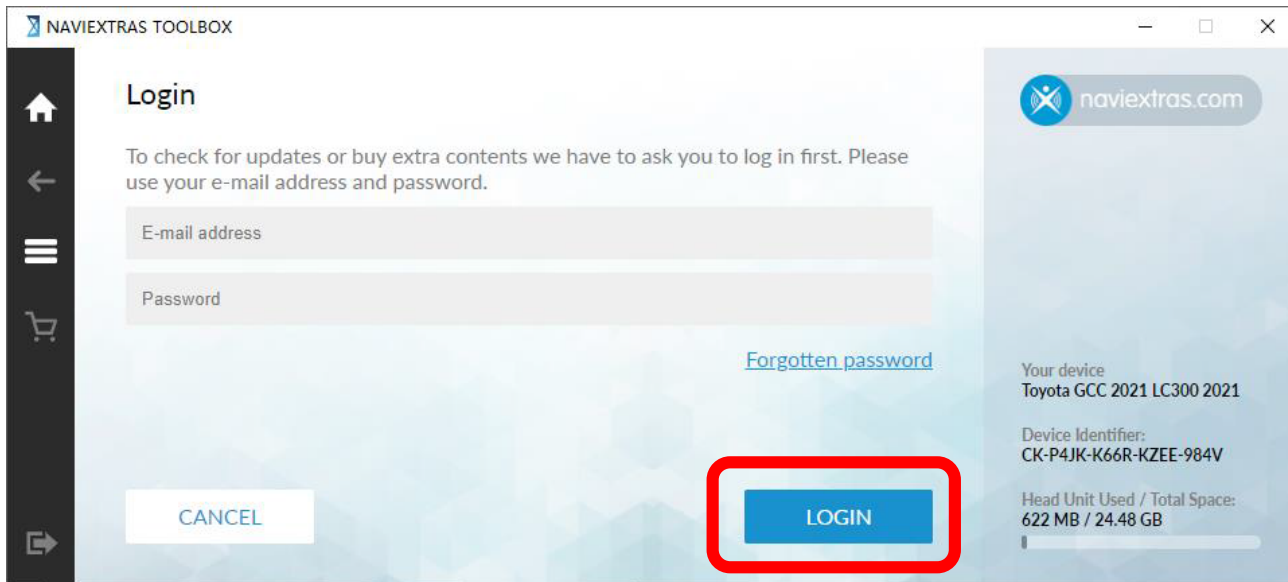 NAVIEXTRAS TOOLBOX
Login
To check for updates or buy extra contents we have to ask you to log in first. Please
use your e-mail address and password.
E-mail address
Password
Forgotten password
CANCEL
LOGIN
naviextras.com
Your device
Toyota GCC 2021 LC300 2021
Device Identifier:
CK-P4JK-K66R-KZEE-984V
Head Unit Used / Total Space:
622 MB / 24.48 GB